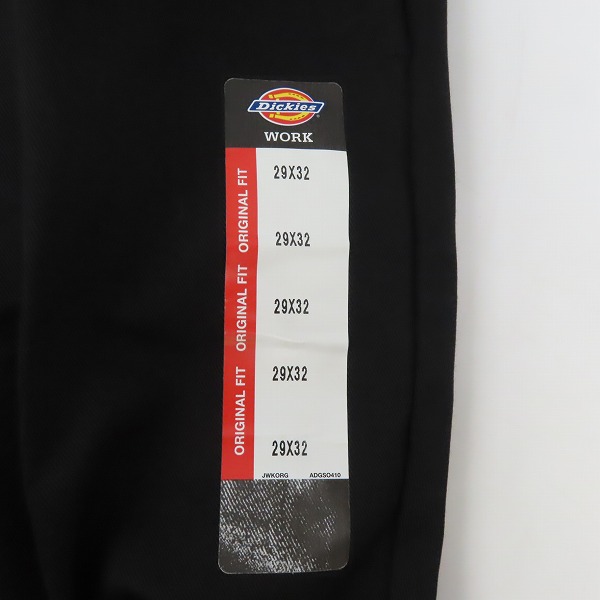 Dickies
WORK
ORIGINAL FIT
ORIGINAL FIT
ORIGINAL FIT
29X32
29X32
29X32
29X32
29X32
JWKORG ADGSO410